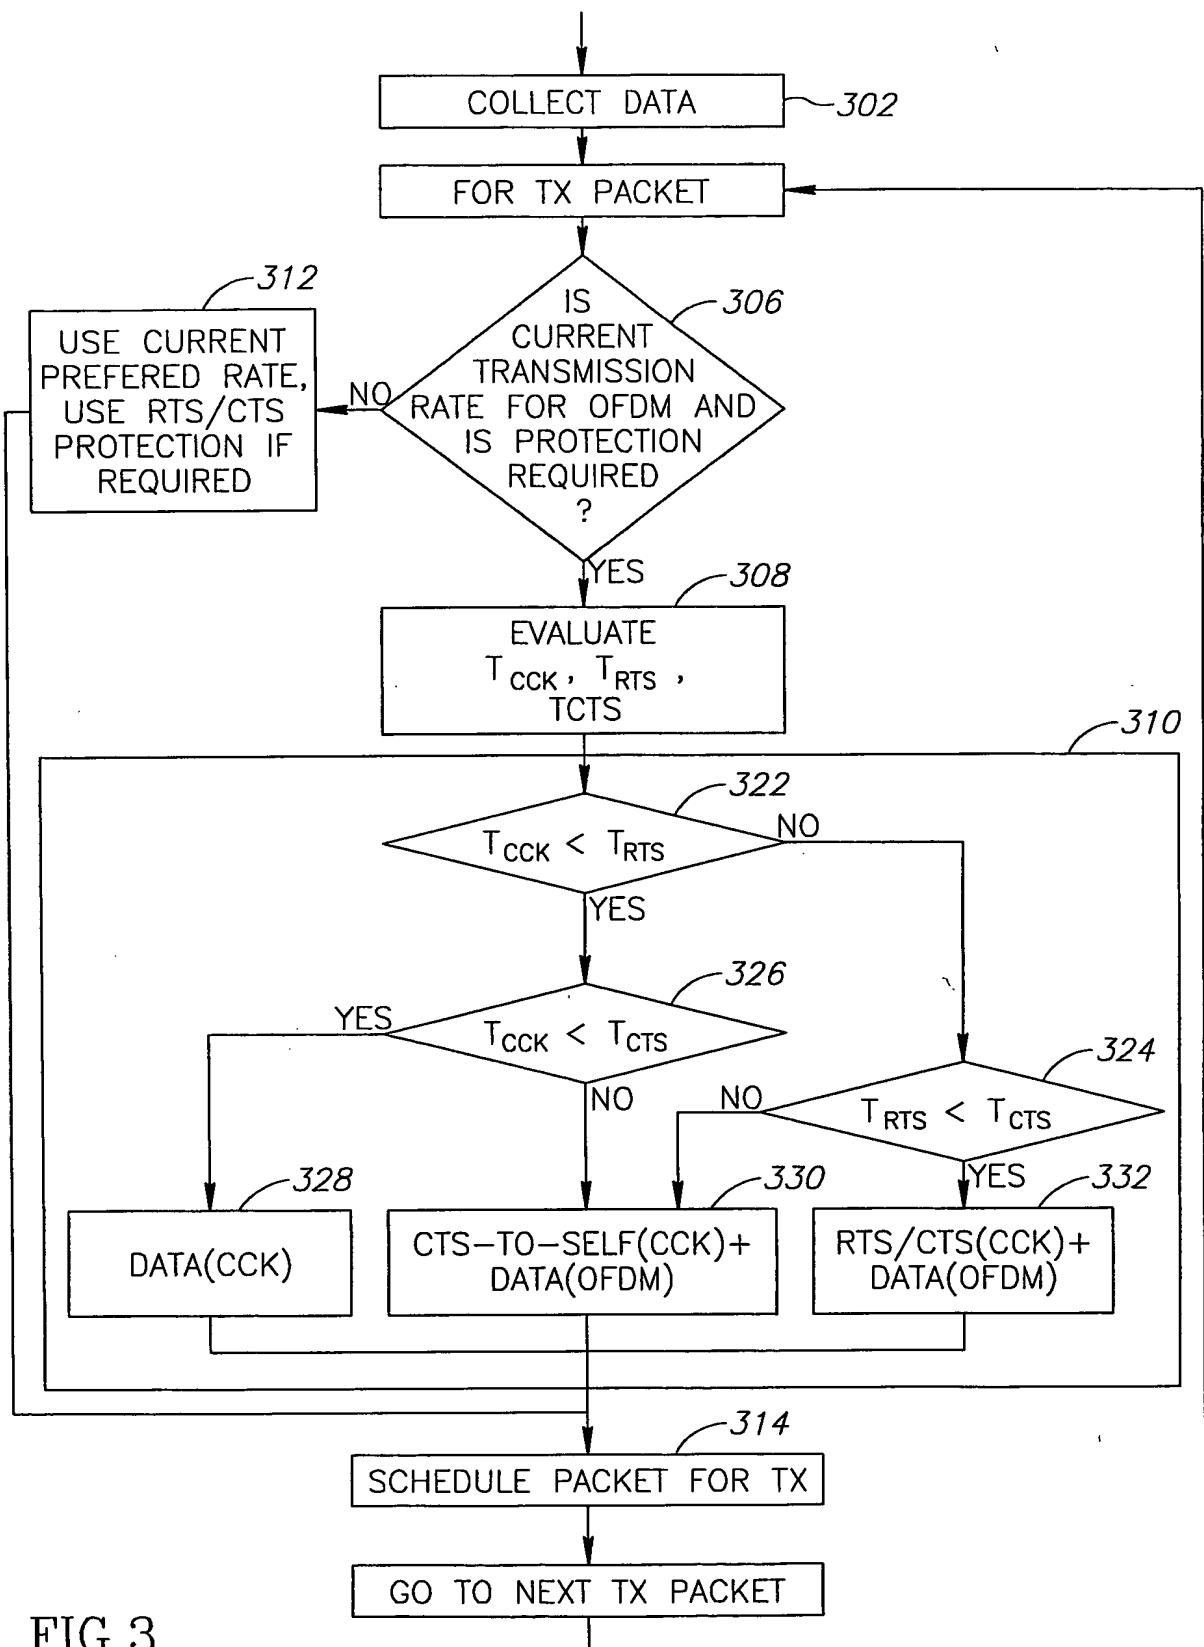 COLLECT DATA
302
FOR TX PACKET
312
306
USE CURRENT
PREFERED RATE,
USE RTS/CTS
PROTECTION IF
REQUIRED
NO
IS
CURRENT
TRANSMISSION
RATE FOR OFDM AND
IS PROTECTION
REQUIRED
?
YES
308
EVALUATE
T CCK, T RTS ,
TCTS
310
322
T CCK < T RTS
NO
YES
326
T CCK < T CTS
YES
NO
324
T RTS < T CTS
NO
YES
328
DATA(CCK)
330
CTS-TO-SELF(CCK)+
DATA(OFDM)
332
RTS/CTS(CCK)+
DATA(OFDM)
314
SCHEDULE PACKET FOR TX
GO TO NEXT TX PACKET
FIG.3